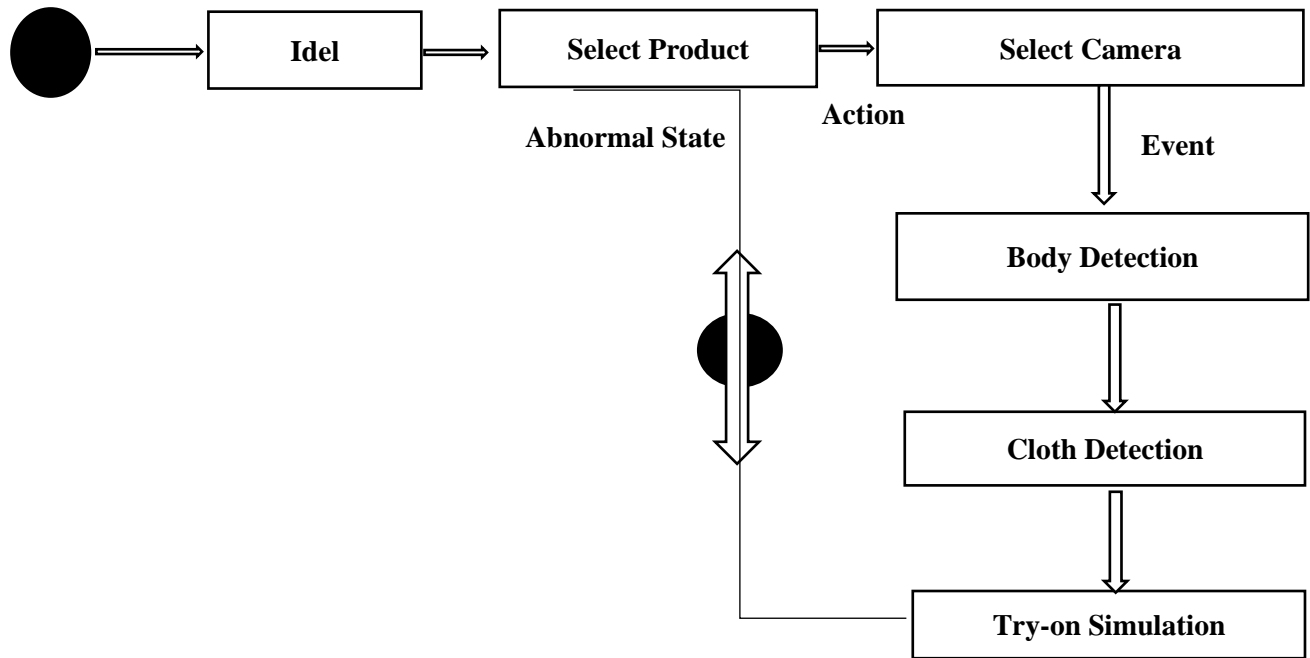 Idel
Select Product
Select Camera
Abnormal State
Action
Event
Body Detection
Cloth Detection
Try-on Simulation